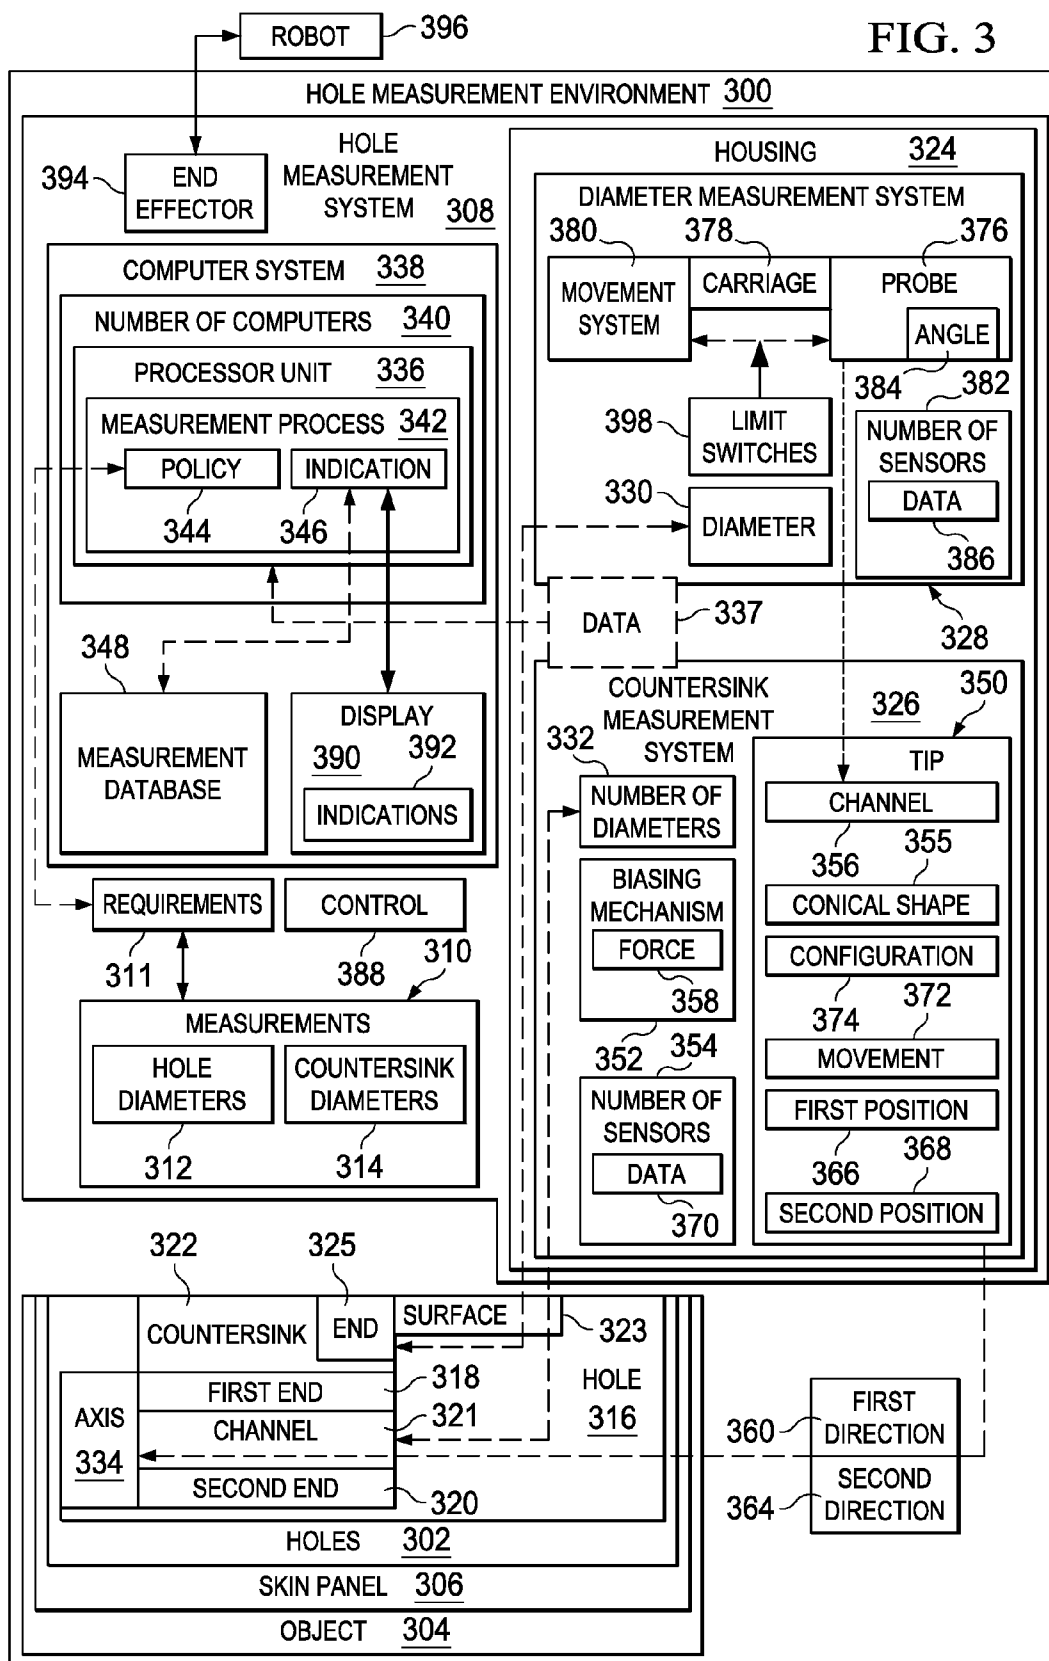 FIG. 3
ROBOT
396
HOLE MEASUREMENT ENVIRONMENT 300
HOLE
MEASUREMENT
SYSTEM 308
394
END
EFFECTOR
COMPUTER SYSTEM 338
NUMBER OF COMPUTERS 340
PROCESSOR UNIT 336
MEASUREMENT PROCESS 342
POLICY
INDICATION
344
346
348
MEASUREMENT
DATABASE
DISPLAY
390
392
INDICATIONS
REQUIREMENTS
CONTROL
311
388
310
MEASUREMENTS
HOLE
DIAMETERS
COUNTERSINK
DIAMETERS
312
314
HOUSING 324
DIAMETER MEASUREMENT SYSTEM
380
378
376
MOVEMENT
SYSTEM
CARRIAGE
PROBE
ANGLE
384
382
398
LIMIT
SWITCHES
NUMBER OF
SENSORS
DATA
386
330
DIAMETER
DATA
337
328
COUNTERSINK
MEASUREMENT
SYSTEM
326
350
332
NUMBER OF
DIAMETERS
TIP
CHANNEL
356
355
BIASING
MECHANISM
FORCE
358
CONICAL SHAPE
CONFIGURATION
374
372
352
354
MOVEMENT
NUMBER OF
SENSORS
DATA
370
FIRST POSITION
366
368
SECOND POSITION
322
325
COUNTERSINK
END
SURFACE
323
AXIS
334
FIRST END
318
CHANNEL
321
SECOND END
320
HOLE
316
HOLES 302
SKIN PANEL 306
OBJECT 304
360
FIRST
DIRECTION
364
SECOND
DIRECTION